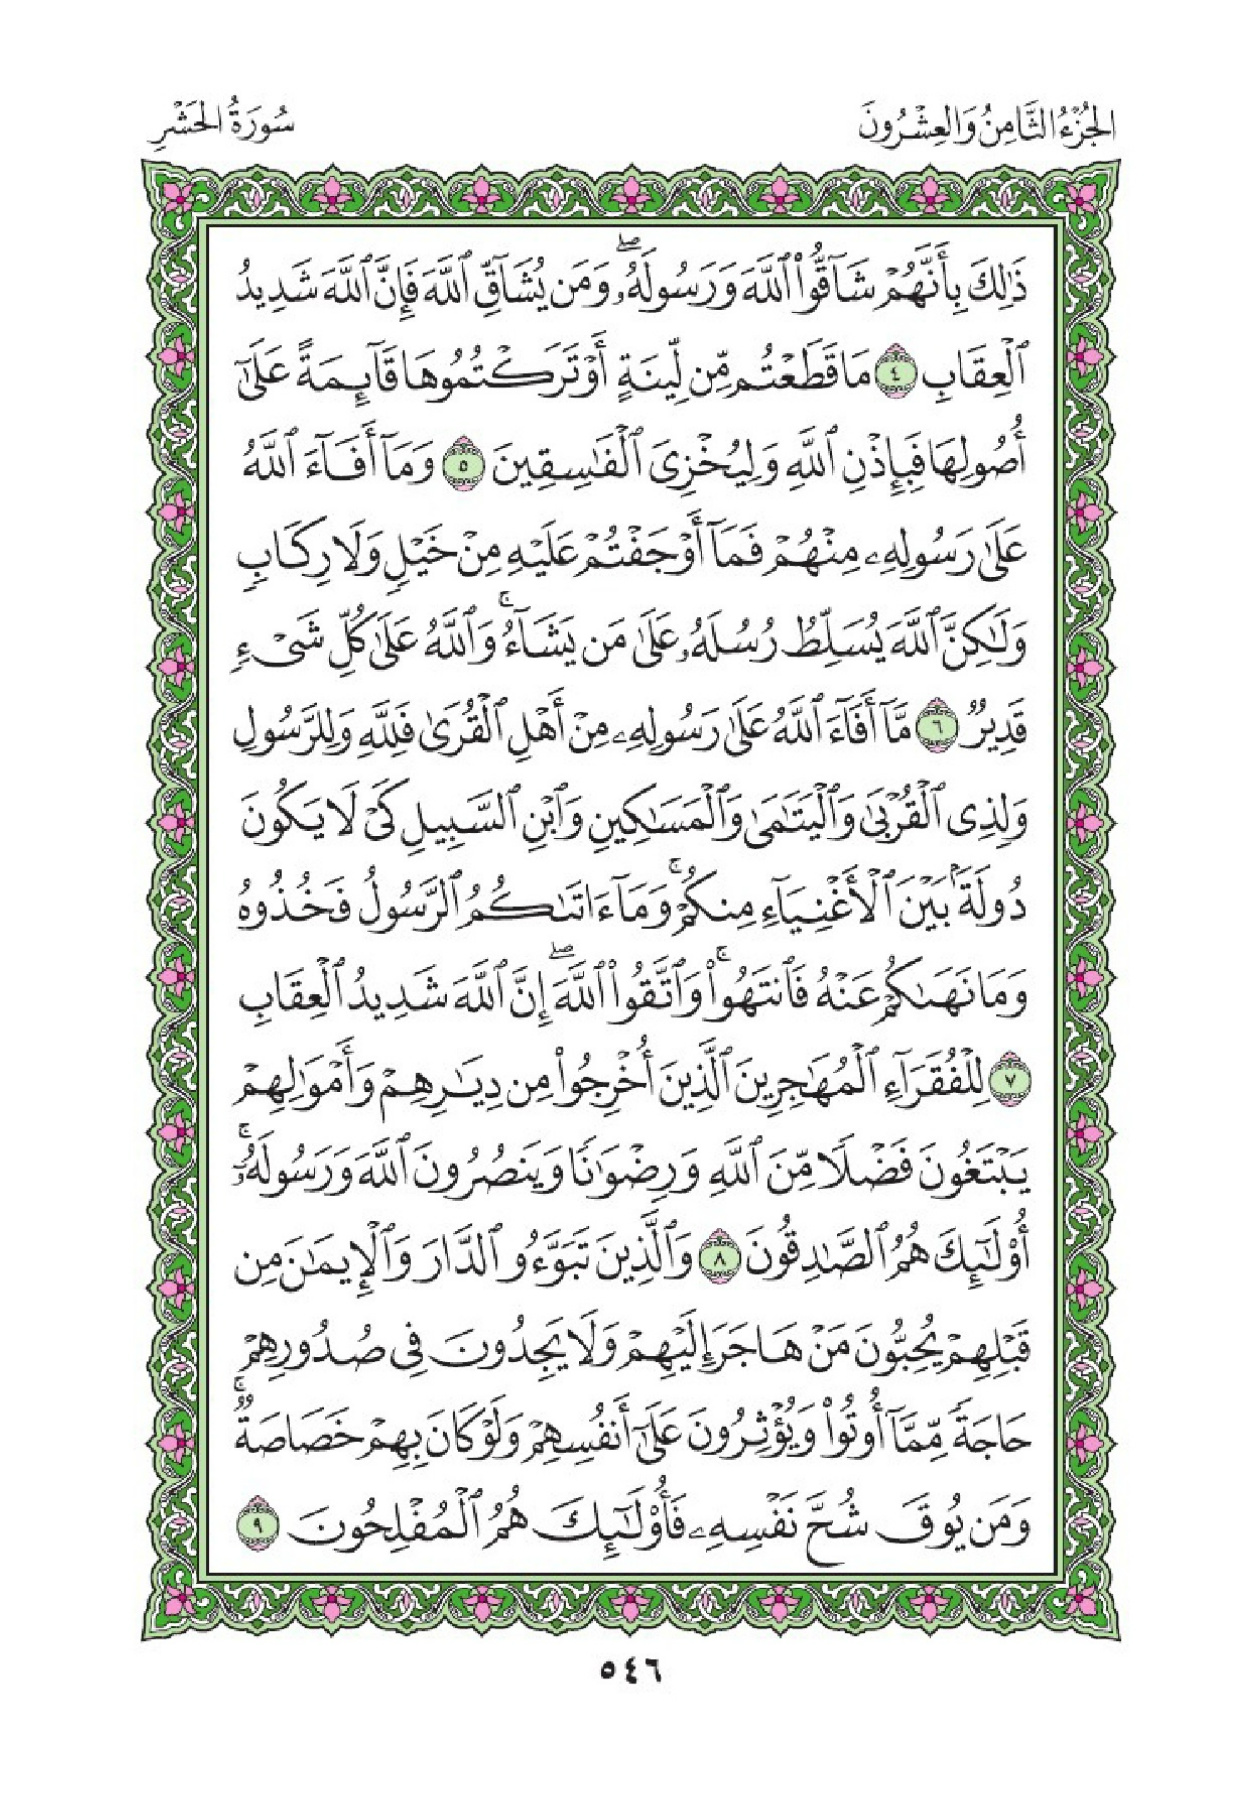 الجُزْءُ الثَّامِنُ وَالعِشْرُونَ
سُورَةُ الحَشْرِ
ذَٰلِكَ بِأَنَّهُمْ شَآقُّوا۟ ٱللَّهَ وَرَسُولَهُۥ ۖ وَمَن يُشَآقِّ ٱللَّهَ فَإِنَّ ٱللَّهَ شَدِيدُ
ٱلْعِقَابِ ٤ مَا قَطَعْتُم مِّن لِّينَةٍ أَوْ تَرَكْتُمُوهَا قَآئِمَةً عَلَىٰٓ
أُصُولِهَا فَبِإِذْنِ ٱللَّهِ وَلِيُخْزِىَ ٱلْفَـٰسِقِينَ ٥ وَمَآ أَفَآءَ ٱللَّهُ
عَلَىٰ رَسُولِهِۦ مِنْهُمْ فَمَآ أَوْجَفْتُمْ عَلَيْهِ مِنْ خَيْلٍ وَلَا رِكَابٍ
وَلَـٰكِنَّ ٱللَّهَ يُسَلِّطُ رُسُلَهُۥ عَلَىٰ مَن يَشَآءُ ۚ وَٱللَّهُ عَلَىٰ كُلِّ شَىْءٍ
قَدِيرٌ ٦ مَّآ أَفَآءَ ٱللَّهُ عَلَىٰ رَسُولِهِۦ مِنْ أَهْلِ ٱلْقُرَىٰ فَلِلَّهِ وَلِلرَّسُولِ
وَلِذِى ٱلْقُرْبَىٰ وَٱلْيَتَـٰمَىٰ وَٱلْمَسَـٰكِينِ وَٱبْنِ ٱلسَّبِيلِ كَىْ لَا يَكُونَ
دُولَةًۢ بَيْنَ ٱلْأَغْنِيَآءِ مِنكُمْ ۚ وَمَآ ءَاتَىٰكُمُ ٱلرَّسُولُ فَخُذُوهُ
وَمَا نَهَىٰكُمْ عَنْهُ فَٱنتَهُوا۟ ۚ وَٱتَّقُوا۟ ٱللَّهَ ۖ إِنَّ ٱللَّهَ شَدِيدُ ٱلْعِقَابِ
٧ لِلْفُقَرَآءِ ٱلْمُهَـٰجِرِينَ ٱلَّذِينَ أُخْرِجُوا۟ مِن دِيَـٰرِهِمْ وَأَمْوَٰلِهِمْ
يَبْتَغُونَ فَضْلًا مِّنَ ٱللَّهِ وَرِضْوَٰنًا وَيَنصُرُونَ ٱللَّهَ وَرَسُولَهُۥٓ ۚ
أُو۟لَـٰٓئِكَ هُمُ ٱلصَّـٰدِقُونَ ٨ وَٱلَّذِينَ تَبَوَّءُو ٱلدَّارَ وَٱلْإِيمَـٰنَ مِن
قَبْلِهِمْ يُحِبُّونَ مَنْ هَاجَرَ إِلَيْهِمْ وَلَا يَجِدُونَ فِى صُدُورِهِمْ
حَاجَةً مِّمَّآ أُوتُوا۟ وَيُؤْثِرُونَ عَلَىٰٓ أَنفُسِهِمْ وَلَوْ كَانَ بِهِمْ خَصَاصَةٌ ۚ
وَمَن يُوقَ شُحَّ نَفْسِهِۦ فَأُو۟لَـٰٓئِكَ هُمُ ٱلْمُفْلِحُونَ ٩
٥٤٦